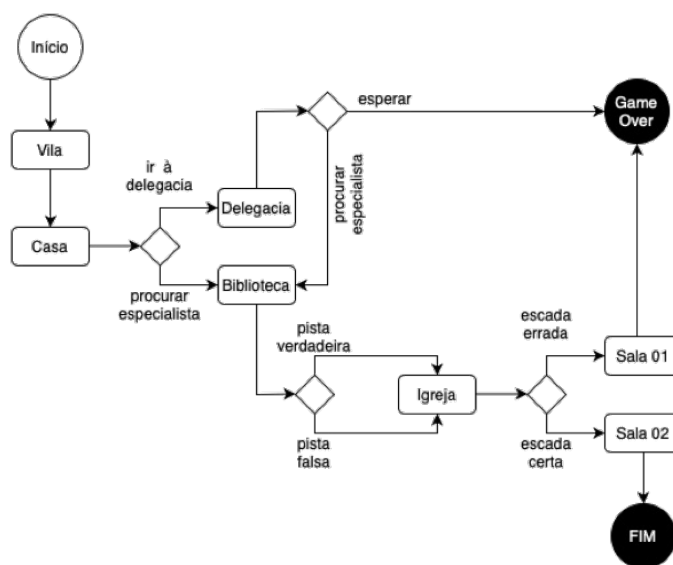 Início
Vila
Casa
ir à
delegacia
procurar
especialista
Delegacia
Biblioteca
esperar
procurar
especialista
Game
Over
pista
verdadeira
pista
falsa
Igreja
escada
errada
escada
certa
Sala 01
Sala 02
FIM